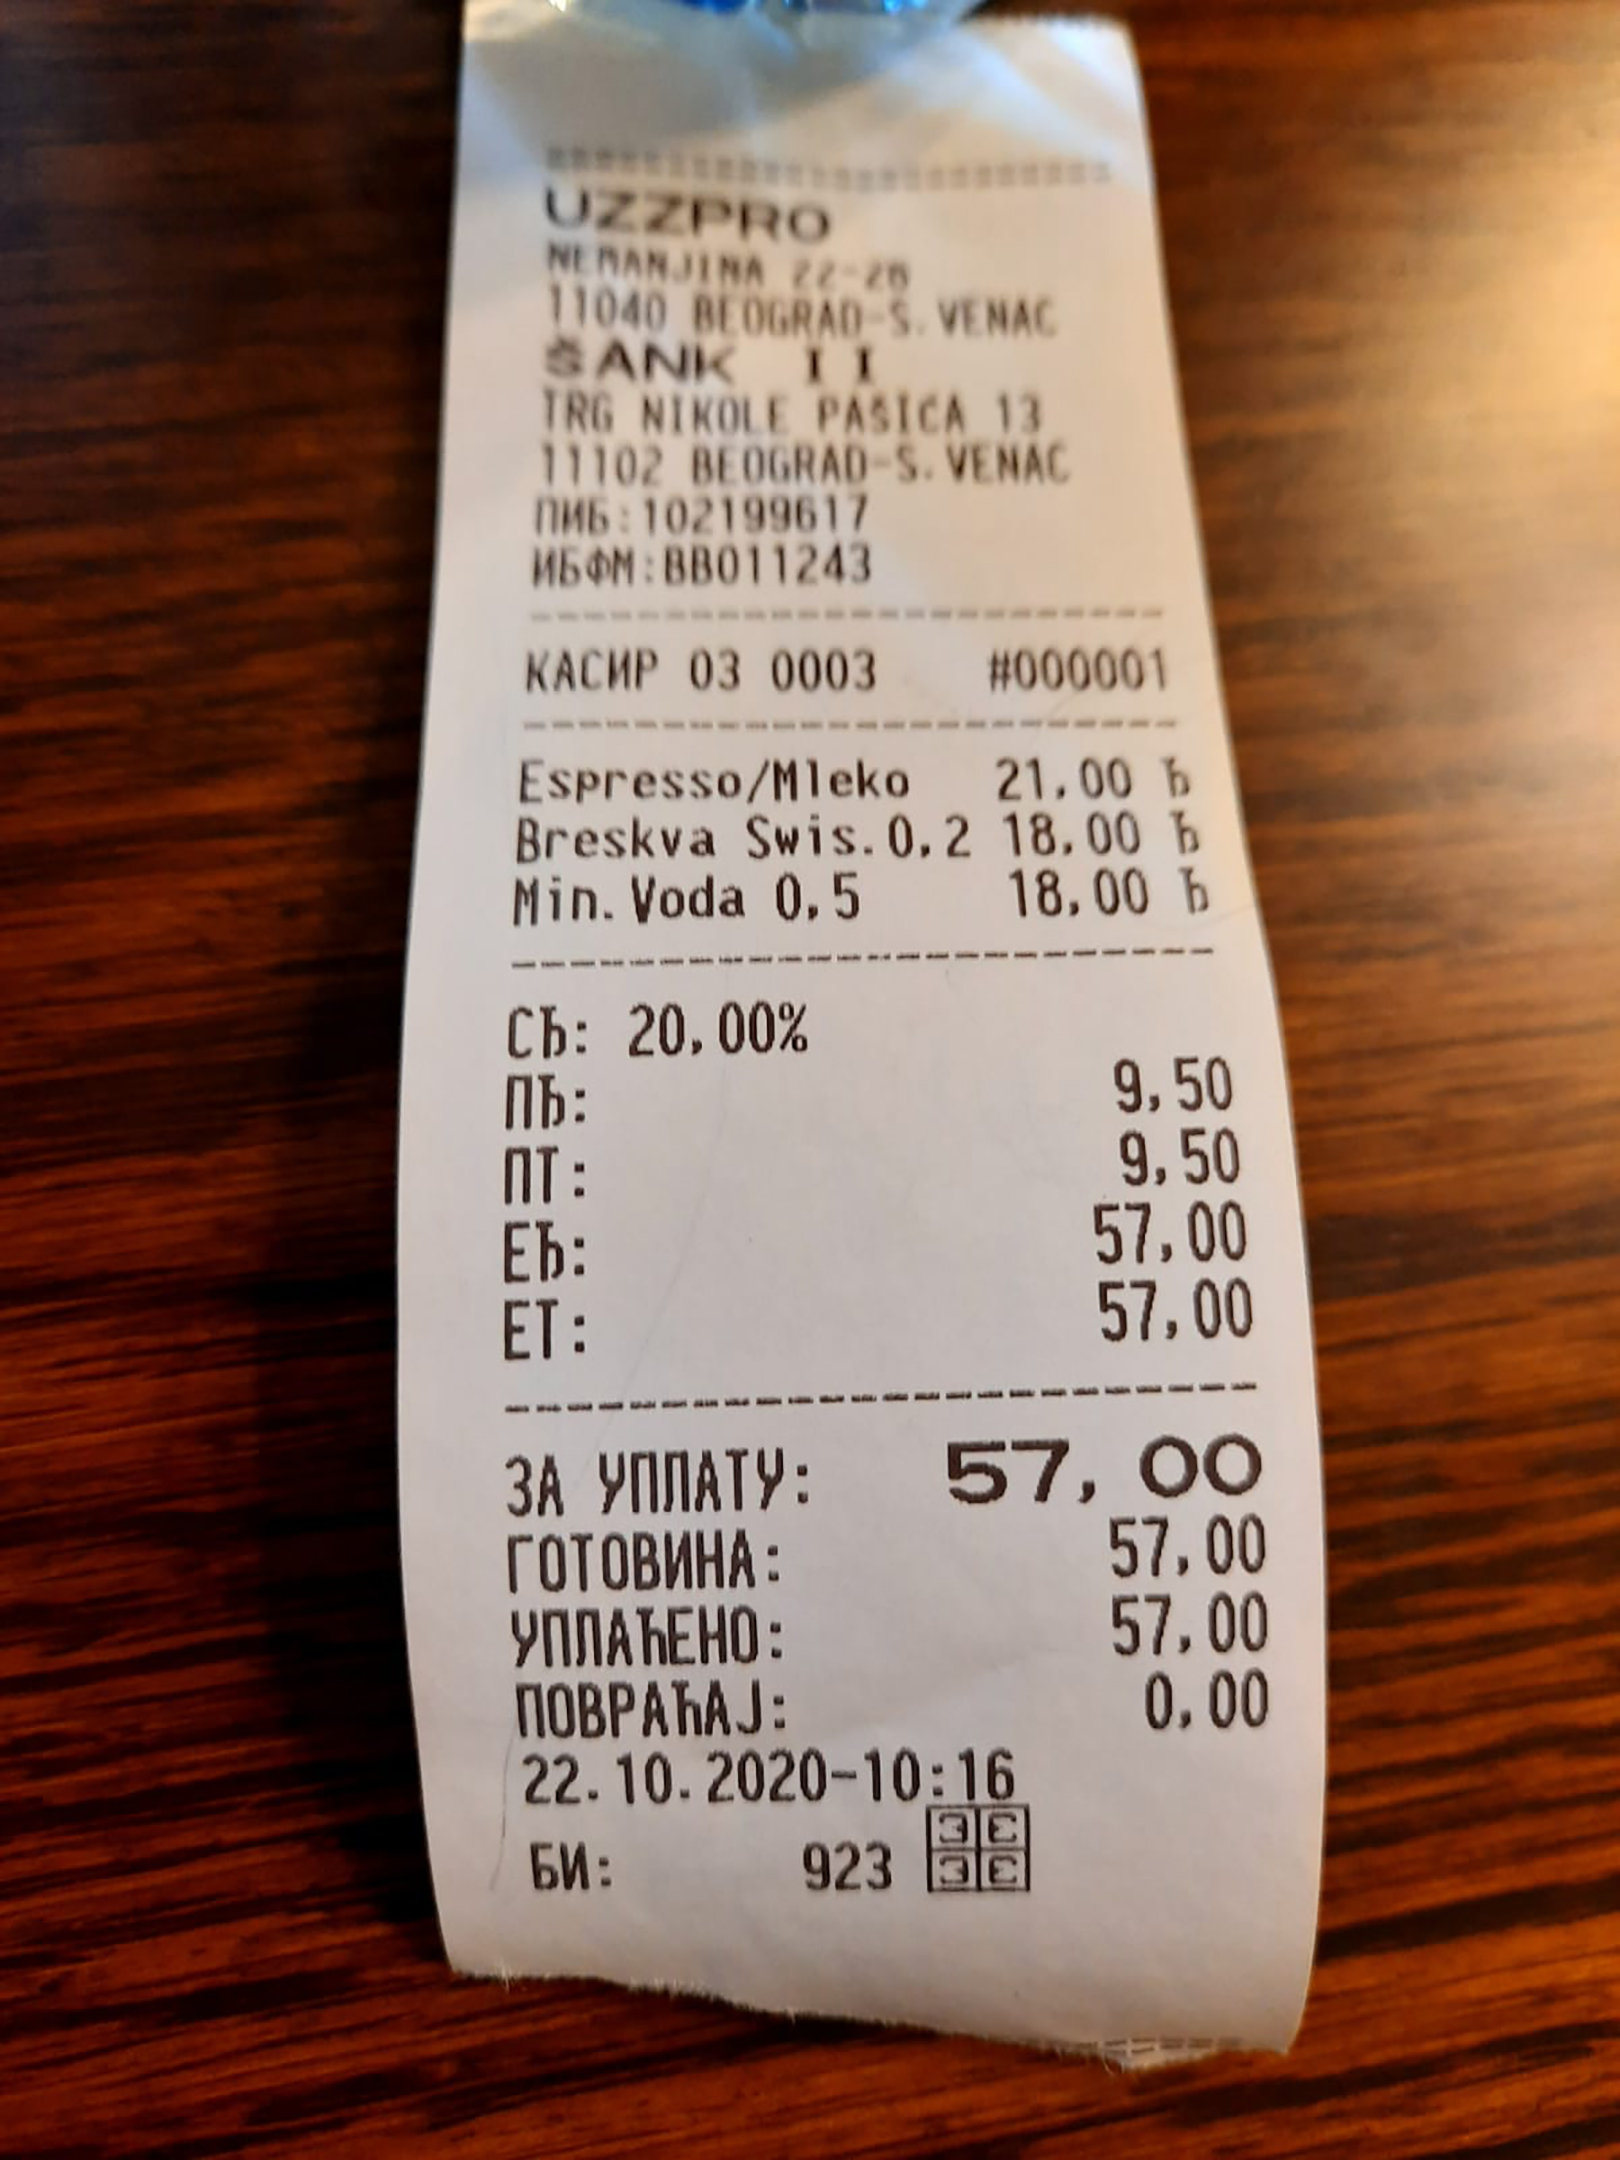 UZZPRO
NEMANJINA 22-26
11040 BEOGRAD-S.VENAC
ŠANK II
TRG NIKOLE PAŠIĆA 13
11102 BEOGRAD-S.VENAC
ПИБ:102199617
ИБФМ:BB011243
КАСИР 03 0003 #000001
Espresso/Mleko 21,00 Ђ
Breskva Swis.0,2 18,00 Ђ
Min.Voda 0,5 18,00 Ђ
СЂ: 20,00%
ПЂ: 9,50
ПТ: 9,50
ЕЂ: 57,00
ЕТ: 57,00
ЗА УПЛАТУ: 57,00
ГОТОВИНА: 57,00
УПЛАЋЕНО: 57,00
ПОВРАЋАЈ: 0,00
22.10.2020-10:16
БИ: 923